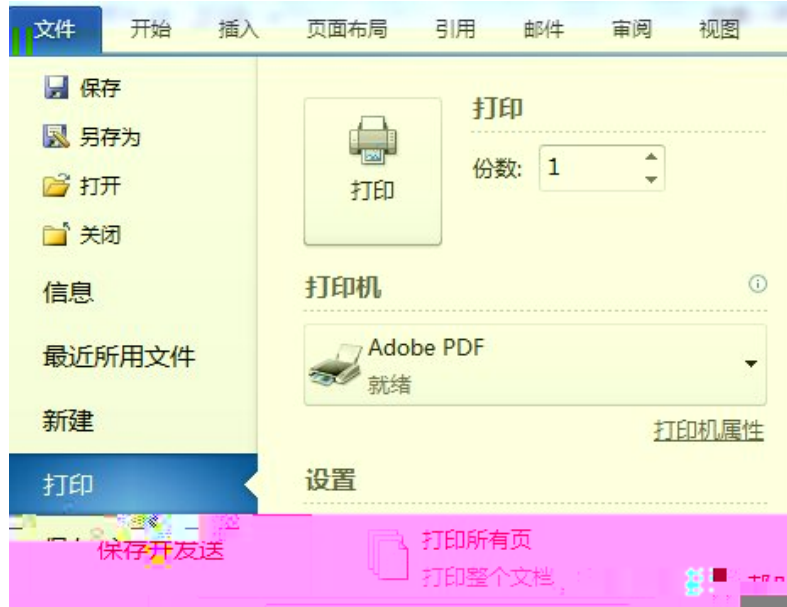 文件 开始 插入 页面布局 引用 邮件 审阅 视图
保存
另存为
打开
关闭
信息
最近所用文件
新建
打印
保存开发送
打印
打印
份数: 1
打印机
Adobe PDF
就绪
打印机属性
设置
打印所有页
打印整个文档